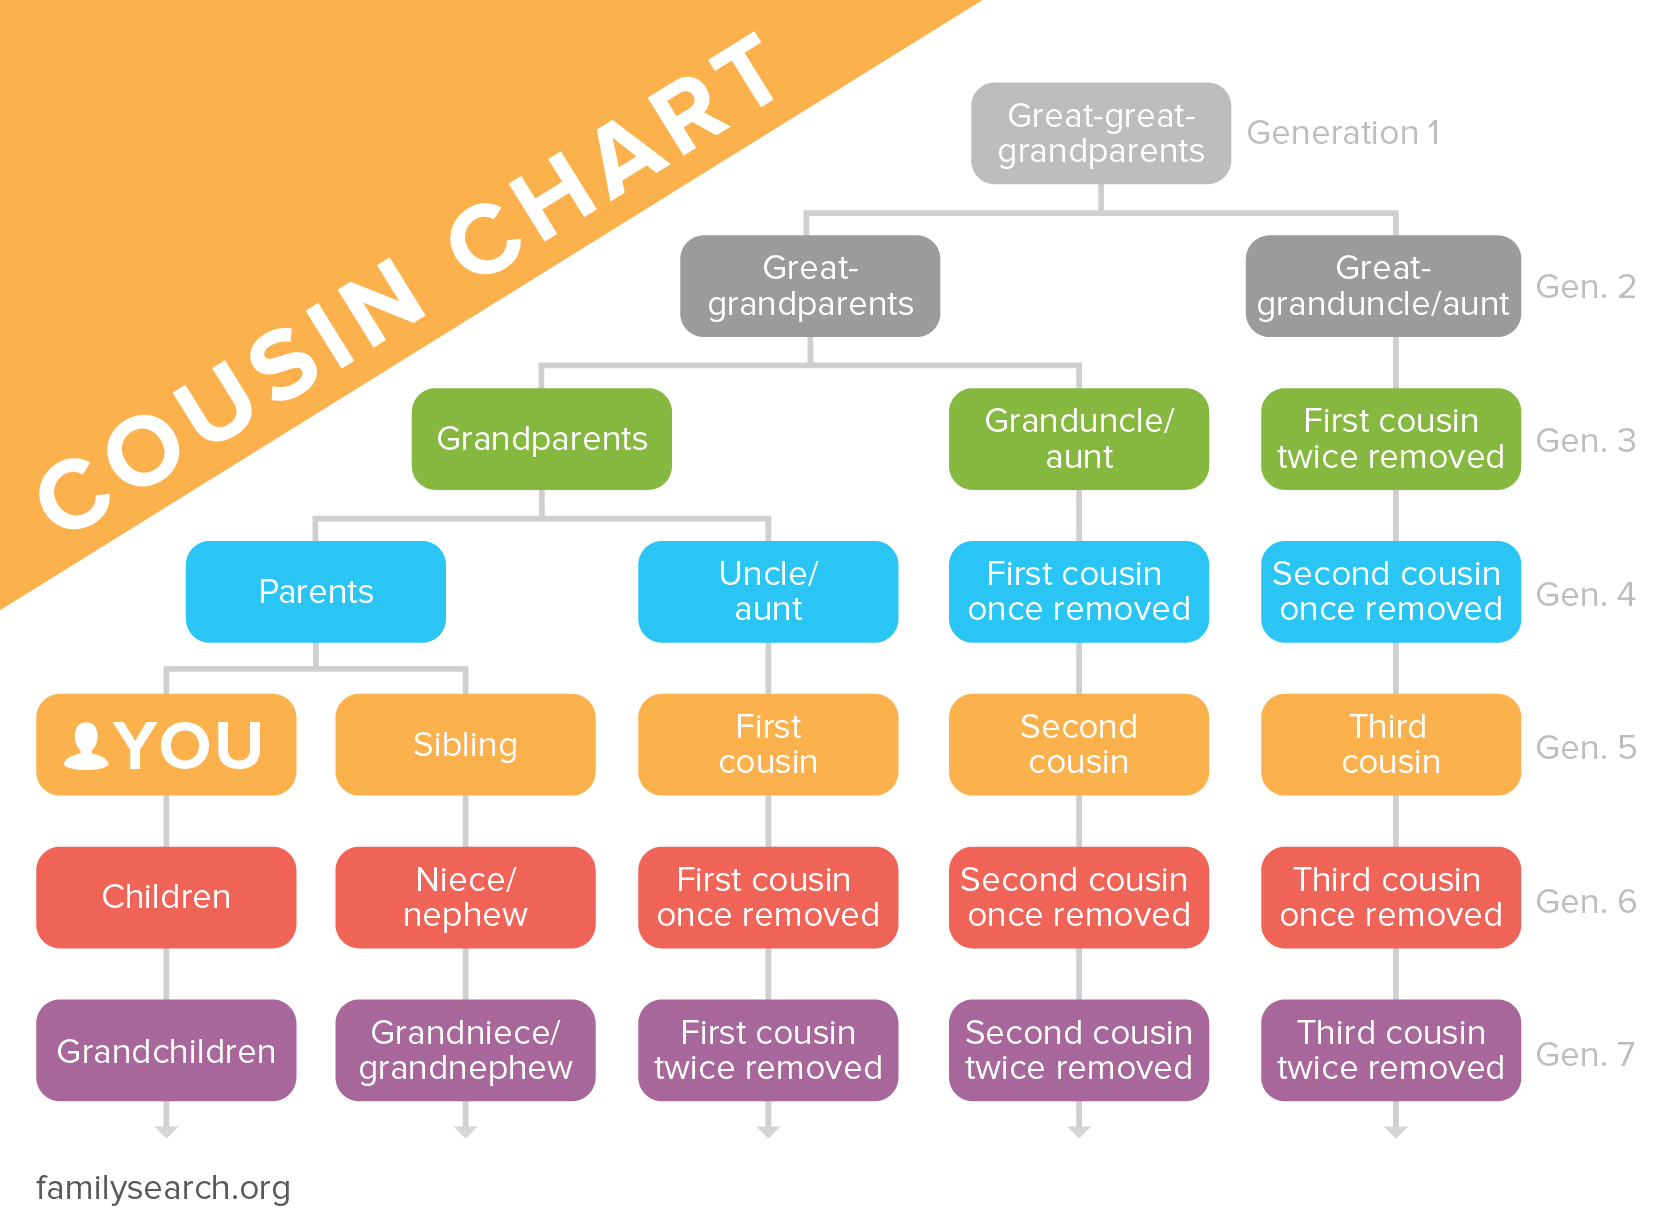 COUSIN CHART
Great-great-
grandparents
Generation 1
Great-
grandparents
Great-
granduncle/aunt
Gen. 2
Grandparents
Granduncle/
aunt
First cousin
twice removed
Gen. 3
Parents
Uncle/
aunt
First cousin
once removed
Second cousin
once removed
Gen. 4
YOU
Sibling
First
cousin
Second
cousin
Third
cousin
Gen. 5
Children
Niece/
nephew
First cousin
once removed
Second cousin
once removed
Third cousin
once removed
Gen. 6
Grandchildren
Grandniece/
grandnephew
First cousin
twice removed
Second cousin
twice removed
Third cousin
twice removed
Gen. 7
familysearch.org